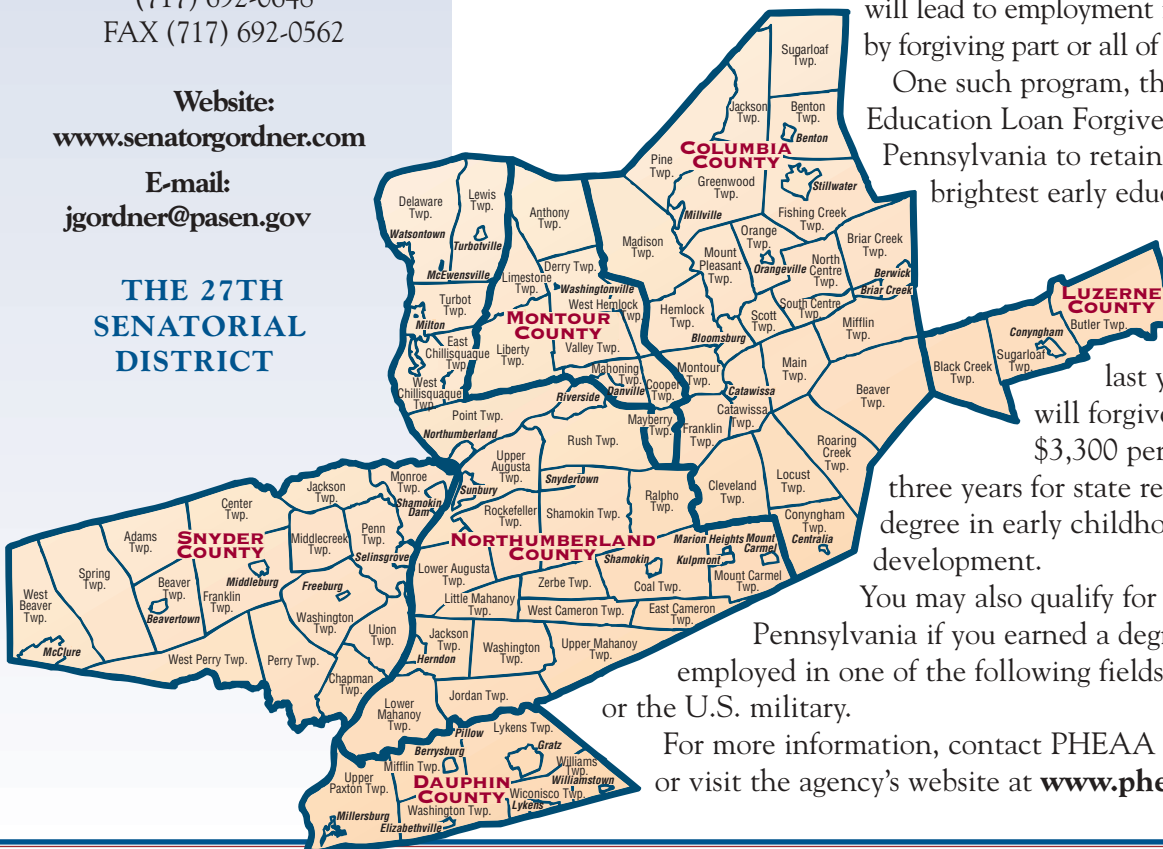 (717) 692-0648
FAX (717) 692-0562
Website:
www.senatorgordner.com
E-mail:
jgordner@pasen.gov
THE 27TH
SENATORIAL
DISTRICT
will lead to employment
by forgiving part or all of
One such program, th
Education Loan Forgive
Pennsylvania to retain
brightest early educ
last y
will forgive
$3,300 per
three years for state re
degree in early childho
development.
You may also qualify for
Pennsylvania if you earned a degr
employed in one of the following fields
or the U.S. military.
For more information, contact PHEAA
or visit the agency's website at www.phe
COLUMBIA
COUNTY
Sugarloaf
Twp.
Jackson
Twp.
Benton
Twp.
Benton
Pine
Twp.
Greenwood
Twp.
Stillwater
Millville
Fishing Creek
Twp.
Madison
Twp.
Mount
Pleasant
Twp.
Orange
Twp.
Orangeville
North
Centre
Twp.
Briar Creek
Twp.
Berwick
Briar Creek
Hemlock
Twp.
Bloomsburg
Scott
Twp.
South Centre
Twp.
Mifflin
Twp.
Montour
Twp.
Catawissa
Main
Twp.
Beaver
Twp.
Catawissa
Twp.
Franklin
Twp.
Roaring
Creek
Twp.
Cleveland
Twp.
Locust
Twp.
Conyngham
Twp.
Centralia
LUZERNE
COUNTY
Black Creek
Twp.
Sugarloaf
Twp.
Conyngham
Butler Twp.
MONTOUR
COUNTY
Anthony
Twp.
Derry Twp.
Limestone
Twp.
Washingtonville
West Hemlock
Twp.
Liberty
Twp.
Valley Twp.
Mahoning
Twp.
Danville
Cooper
Twp.
Mayberry
Twp.
NORTHUMBERLAND
COUNTY
Delaware
Twp.
Lewis
Twp.
Watsontown
Turbotville
McEwensville
Turbot
Twp.
Milton
East
Chillisquaque
Twp.
West
Chillisquaque
Twp.
Point Twp.
Northumberland
Riverside
Rush Twp.
Upper
Augusta
Twp.
Snydertown
Sunbury
Rockefeller
Twp.
Shamokin Twp.
Ralpho
Twp.
Lower Augusta
Twp.
Shamokin
Marion Heights
Mount
Carmel
Kulpmont
Zerbe Twp.
Coal Twp.
Mount Carmel
Twp.
Little Mahanoy
Twp.
West Cameron Twp.
East Cameron
Twp.
Jackson
Twp.
Herndon
Washington
Twp.
Upper Mahanoy
Twp.
Jordan Twp.
Lower
Mahanoy
Twp.
SNYDER
COUNTY
Monroe
Twp.
Shamokin
Dam
Jackson
Twp.
Center
Twp.
Penn
Twp.
Selinsgrove
Middlecreek
Twp.
Adams
Twp.
Spring
Twp.
West
Beaver
Twp.
McClure
Beaver
Twp.
Beavertown
Middleburg
Franklin
Twp.
Freeburg
Washington
Twp.
Union
Twp.
West Perry Twp.
Perry Twp.
Chapman
Twp.
DAUPHIN
COUNTY
Pillow
Lykens Twp.
Berrysburg
Gratz
Mifflin Twp.
Williams
Twp.
Williamstown
Upper
Paxton Twp.
Wiconisco Twp.
Lykens
Washington Twp.
Millersburg
Elizabethville